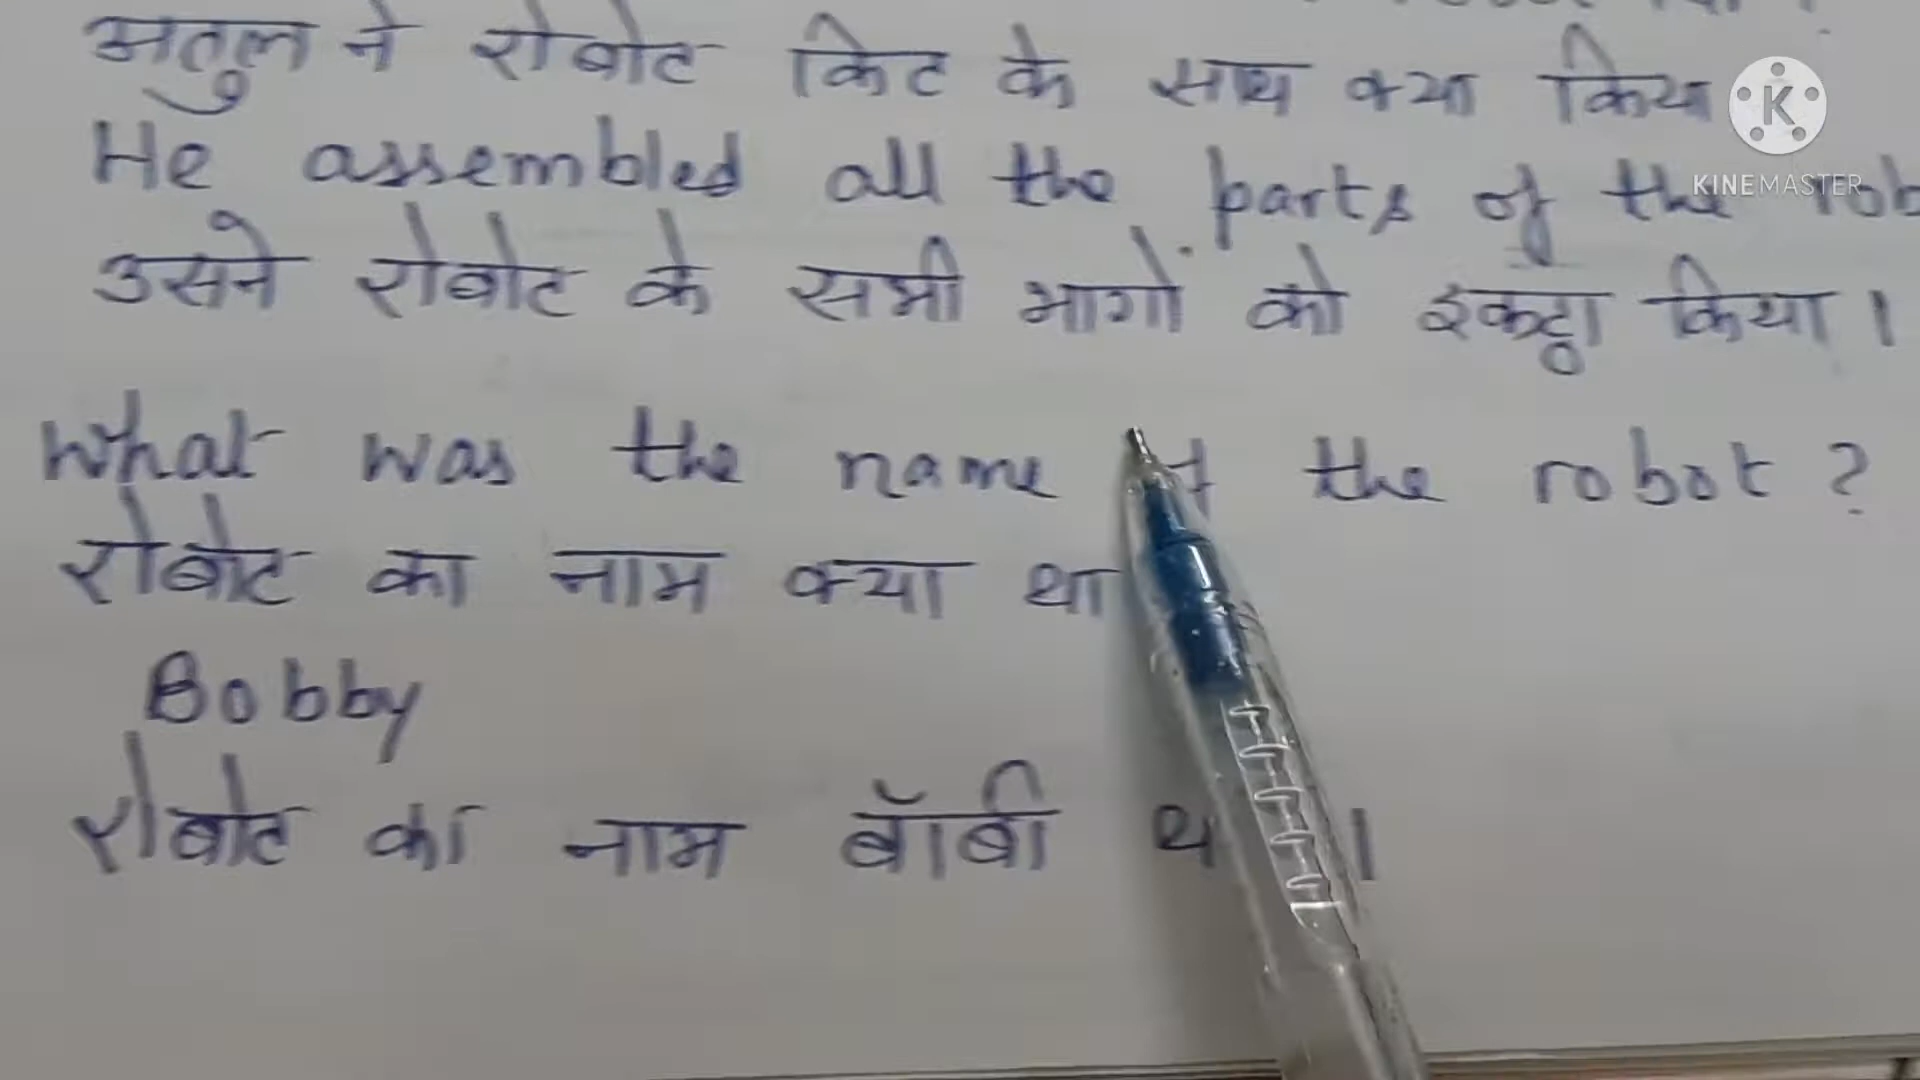 अतुल ने रोबोट किट के साथ क्या किया
He assembled all the parts of the rob
उसने रोबोट के सभी भागों को इकट्ठा किया।
What was the name the robot?
रोबोट का नाम क्या था
Bobby
रोबोट का नाम बॉबी ।
K
KINEMASTER